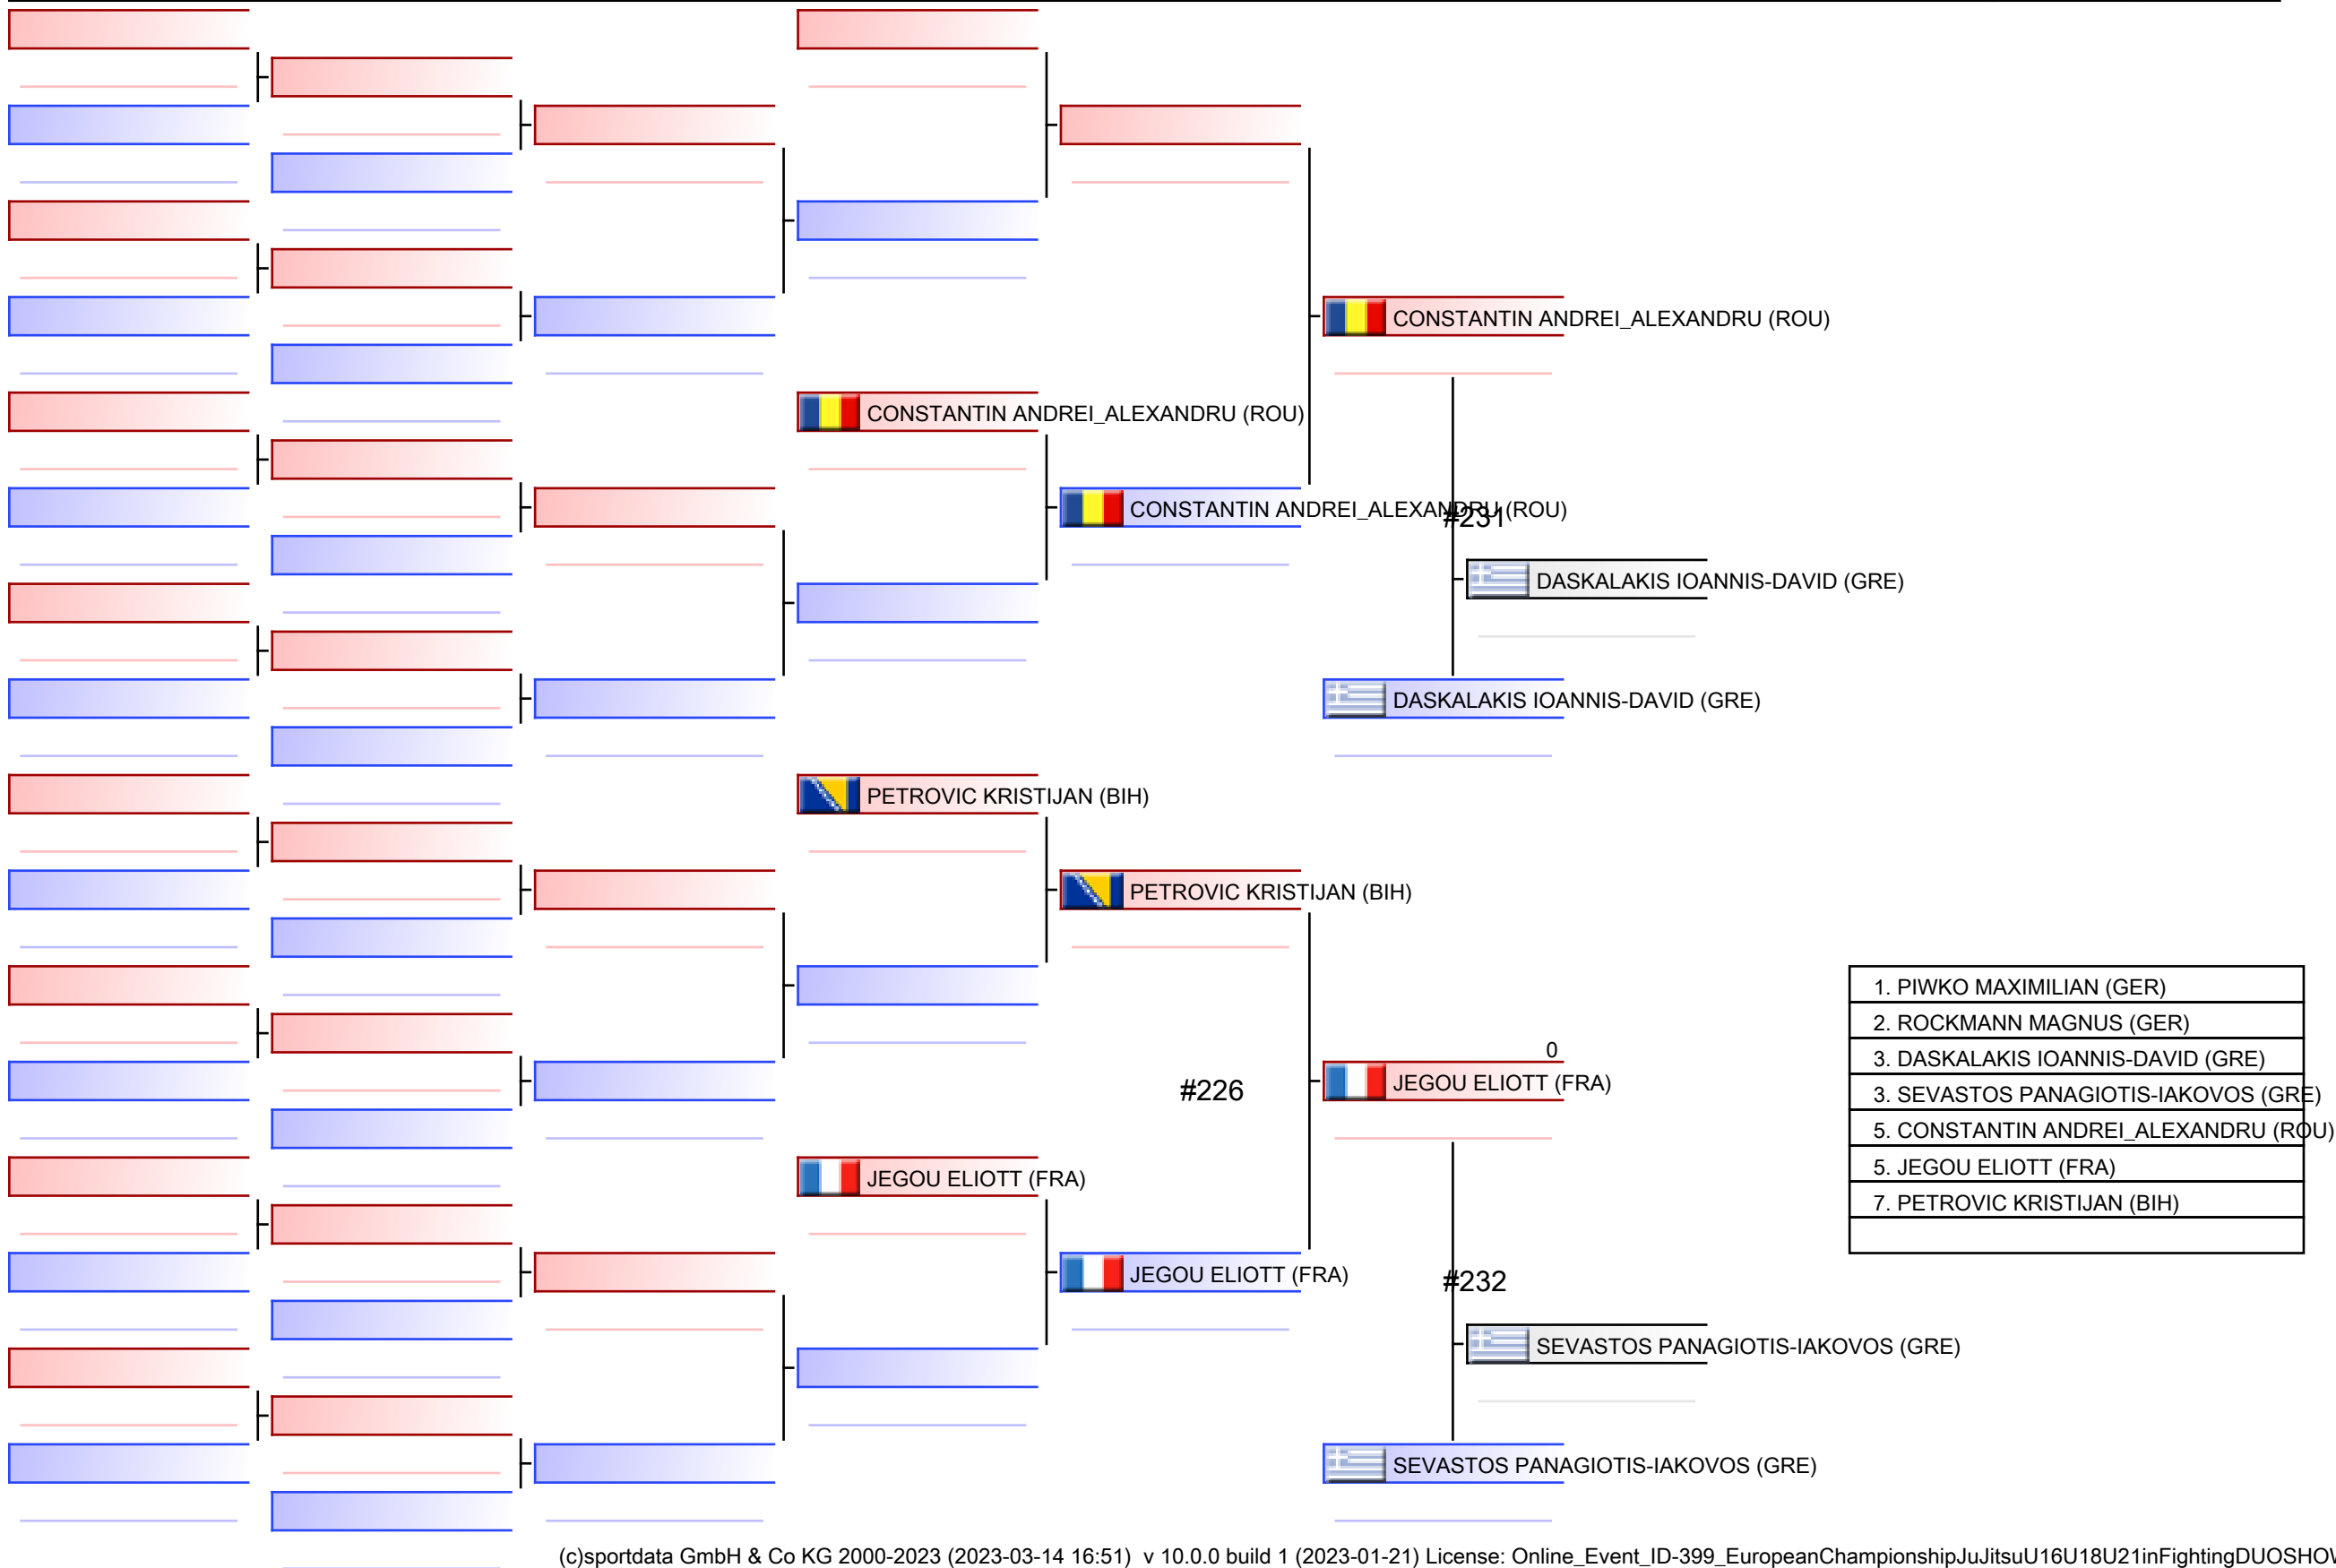 CONSTANTIN ANDREI_ALEXANDRU (ROU)
CONSTANTIN ANDREI_ALEXANDRU (ROU)
CONSTANTIN ANDREI_ALEXANDRU (ROU)
#231
DASKALAKIS IOANNIS-DAVID (GRE)
DASKALAKIS IOANNIS-DAVID (GRE)
PETROVIC KRISTIJAN (BIH)
PETROVIC KRISTIJAN (BIH)
#226
0
JEGOU ELIOTT (FRA)
JEGOU ELIOTT (FRA)
JEGOU ELIOTT (FRA)
#232
SEVASTOS PANAGIOTIS-IAKOVOS (GRE)
SEVASTOS PANAGIOTIS-IAKOVOS (GRE)
1. PIWKO MAXIMILIAN (GER)
2. ROCKMANN MAGNUS (GER)
3. DASKALAKIS IOANNIS-DAVID (GRE)
3. SEVASTOS PANAGIOTIS-IAKOVOS (GRE)
5. CONSTANTIN ANDREI_ALEXANDRU (ROU)
5. JEGOU ELIOTT (FRA)
7. PETROVIC KRISTIJAN (BIH)
(c)sportdata GmbH & Co KG 2000-2023 (2023-03-14 16:51) v 10.0.0 build 1 (2023-01-21) License: Online_Event_ID-399_EuropeanChampionshipJuJitsuU16U18U21inFightingDUOSHOW